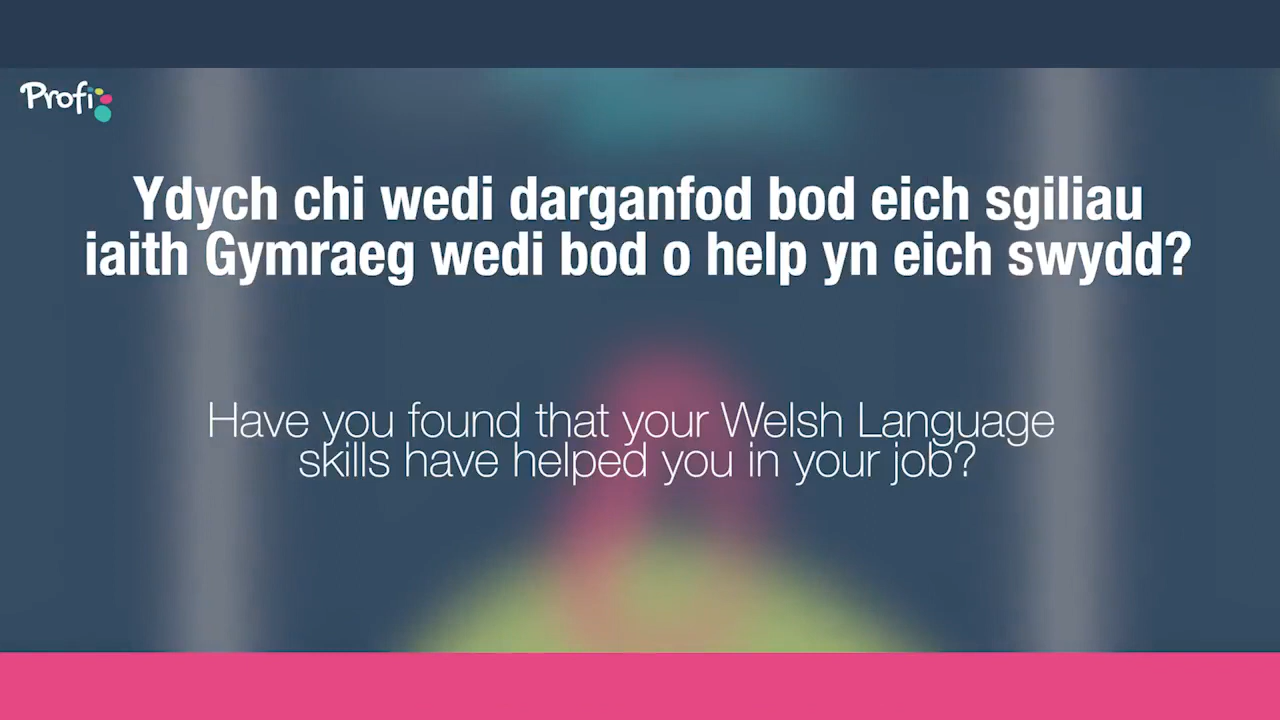 Profi
Ydych chi wedi darganfod bod eich sgiliau
iaith Gymraeg wedi bod o help yn eich swydd?
Have you found that your Welsh Language
skills have helped you in your job?